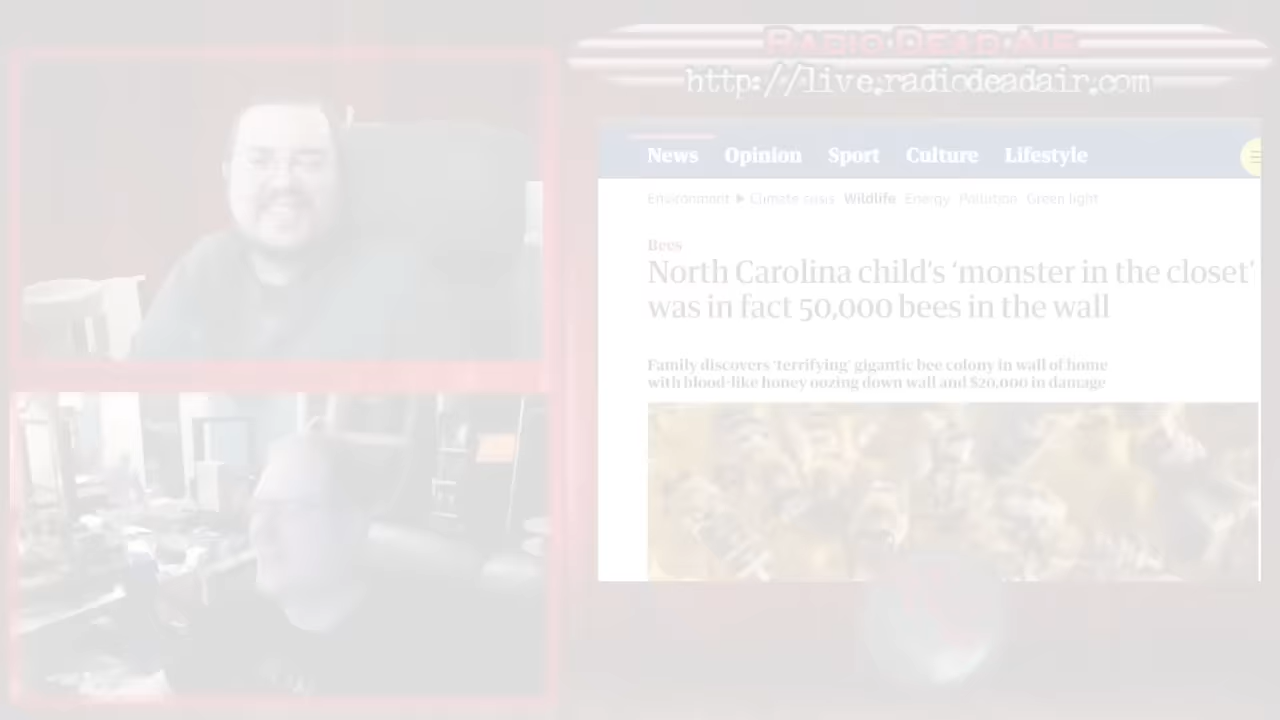 Radio Dead Air
http://live.radiodeadair.com
News Opinion Sport Culture Lifestyle
Environment ▶ Climate crisis Wildlife Energy Pollution Green light
Bees
North Carolina child's ‘monster in the closet’
was in fact 50,000 bees in the wall
Family discovers ‘terrifying’ gigantic bee colony in wall of home
with blood-like honey oozing down wall and $20,000 in damage